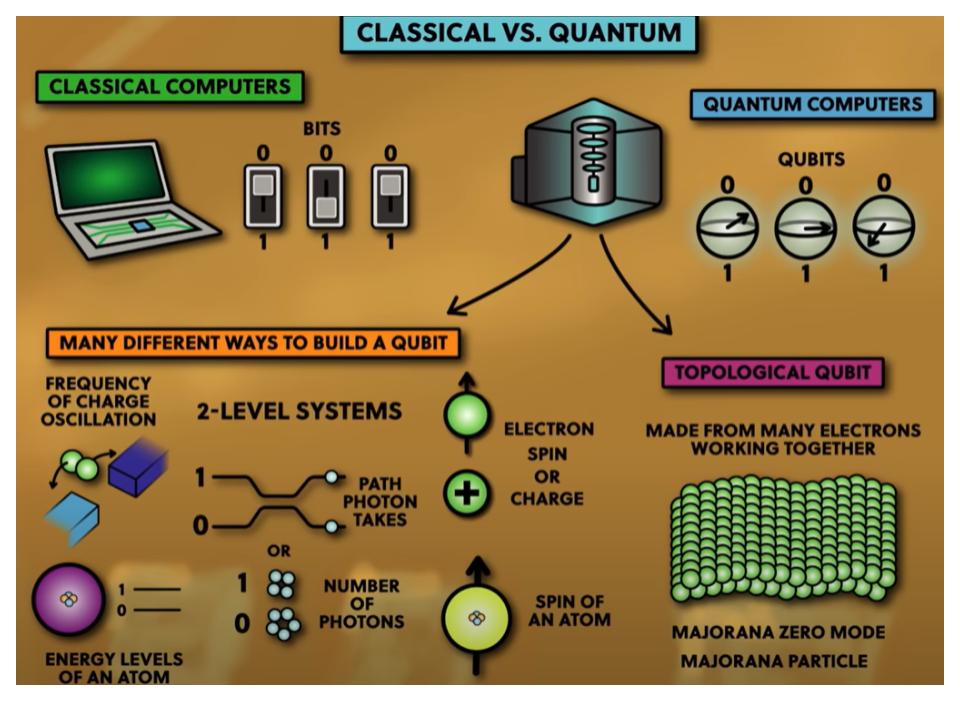 CLASSICAL VS. QUANTUM
CLASSICAL COMPUTERS
BITS
0 0 0
1 1 1
QUANTUM COMPUTERS
QUBITS
0 0 0
1 1 1
MANY DIFFERENT WAYS TO BUILD A QUBIT
FREQUENCY
OF CHARGE
OSCILLATION
2-LEVEL SYSTEMS
1
0
PATH
PHOTON
TAKES
OR
1
0
NUMBER
OF
PHOTONS
1
0
ENERGY LEVELS
OF AN ATOM
ELECTRON
SPIN
OR
CHARGE
+
SPIN OF
AN ATOM
TOPOLOGICAL QUBIT
MADE FROM MANY ELECTRONS
WORKING TOGETHER
MAJORANA ZERO MODE
MAJORANA PARTICLE